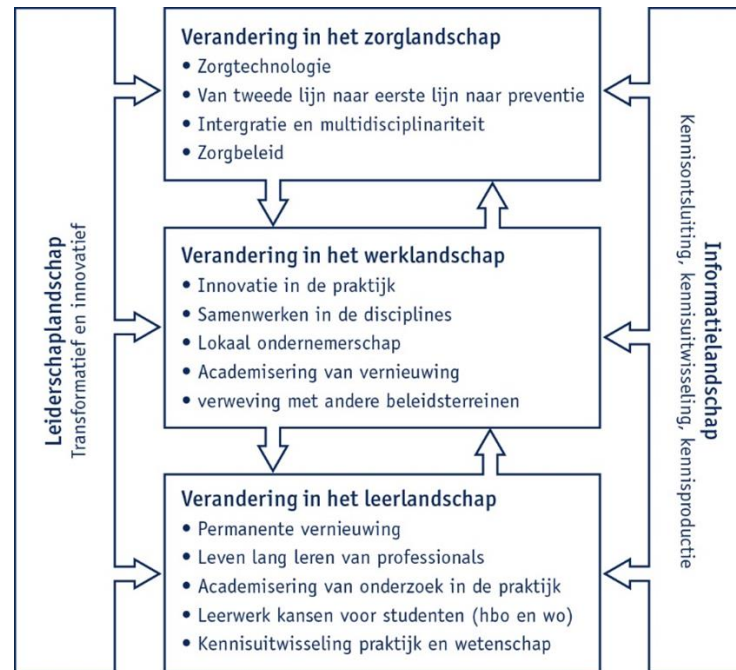 Leiderschaplandschap
Transformatief en innovatief
Verandering in het zorglandschap
• Zorgtechnologie
• Van tweede lijn naar eerste lijn naar preventie
• Intergratie en multidisciplinariteit
• Zorgbeleid
Verandering in het werklandschap
• Innovatie in de praktijk
• Samenwerken in de disciplines
• Lokaal ondernemerschap
• Academisering van vernieuwing
• verweving met andere beleidsterreinen
Verandering in het leerlandschap
• Permanente vernieuwing
• Leven lang leren van professionals
• Academisering van onderzoek in de praktijk
• Leerwerk kansen voor studenten (hbo en wo)
• Kennisuitwisseling praktijk en wetenschap
Informatielandschap
Kennisontsluiting, kennisuitwisseling, kennisproductie